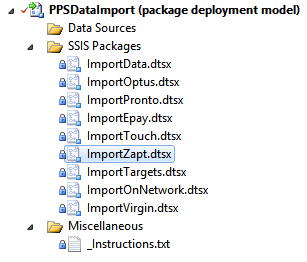 PPSDataImport (package deployment model)
Data Sources
SSIS Packages
ImportData.dtsx
ImportOptus.dtsx
ImportPronto.dtsx
ImportEpay.dtsx
ImportTouch.dtsx
ImportZapt.dtsx
ImportTargets.dtsx
ImportOnNetwork.dtsx
ImportVirgin.dtsx
Miscellaneous
_Instructions.txt